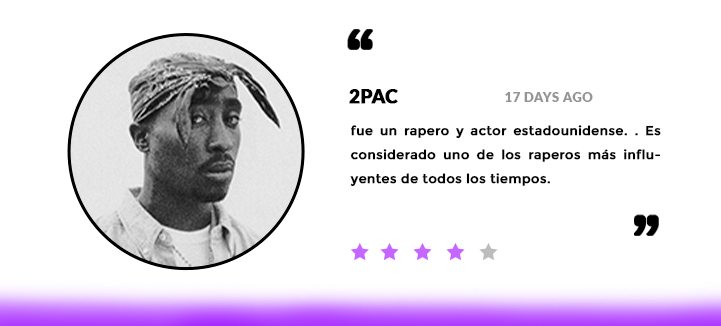 “
2PAC
17 DAYS AGO
fue un rapero y actor estadounidense. . Es
considerado uno de los raperos más influ-
yentes de todos los tiempos.
”